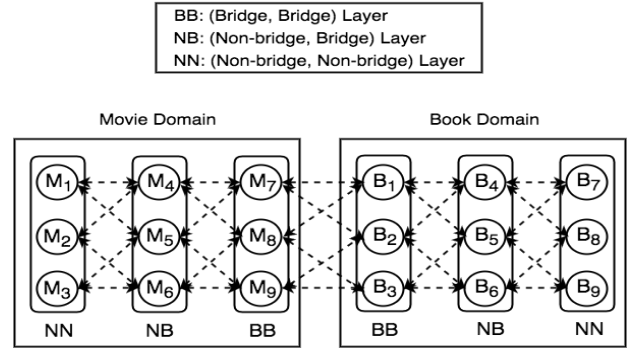 BB: (Bridge, Bridge) Layer
NB: (Non-bridge, Bridge) Layer
NN: (Non-bridge, Non-bridge) Layer
Movie Domain Book Domain
M1 M4 M7 B1 B4 B7
M2 M5 M8 B2 B5 B8
M3 M6 M9 B3 B6 B9
NN NB BB BB NB NN